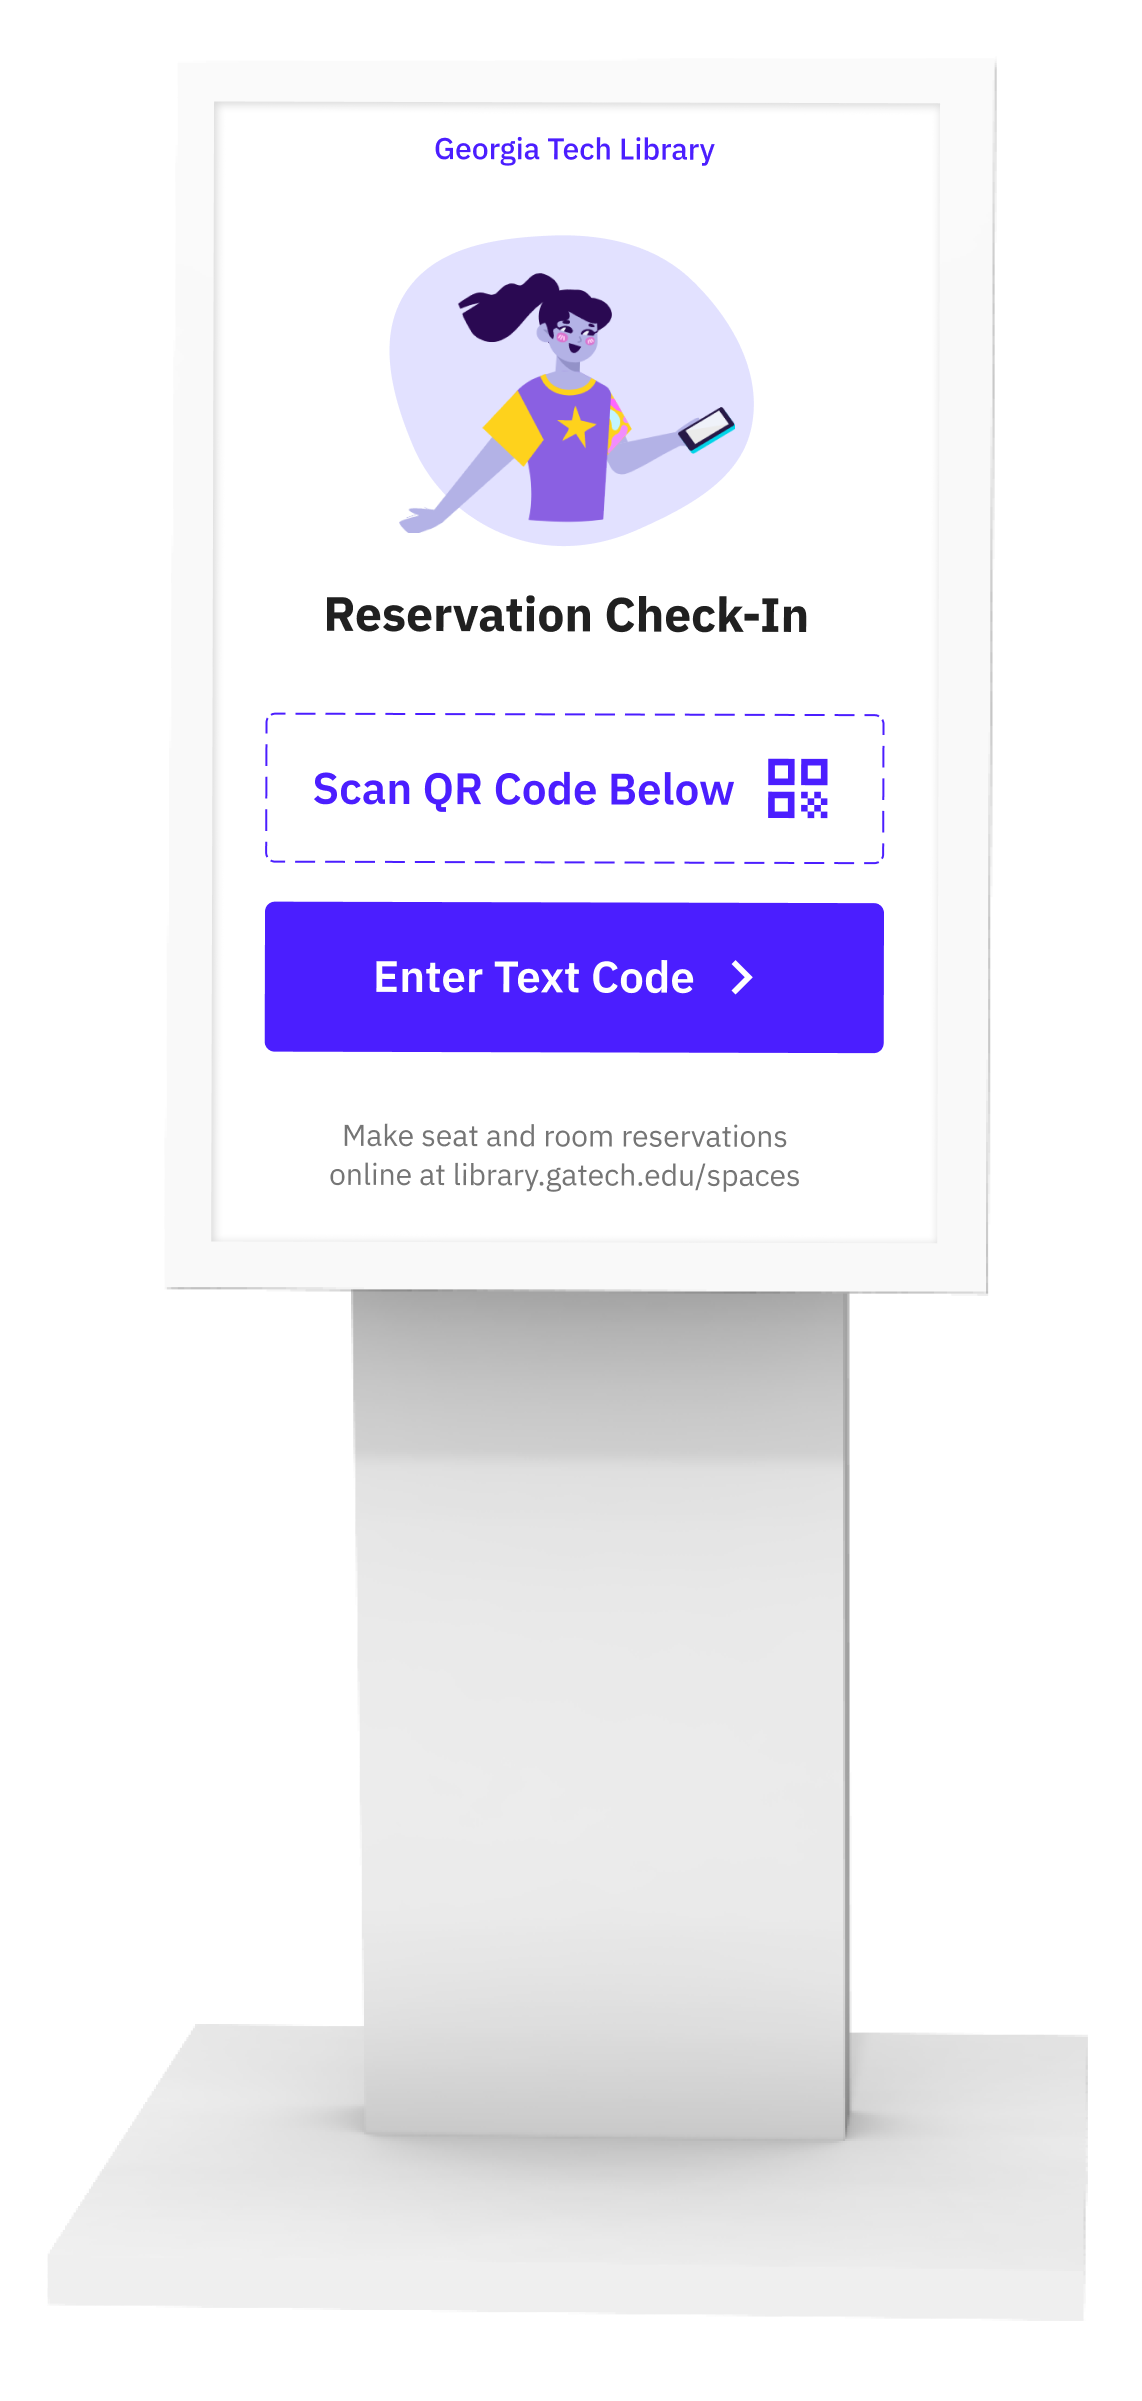 Georgia Tech Library
Reservation Check-In
Scan QR Code Below
Enter Text Code
Make seat and room reservations
online at library.gatech.edu/spaces